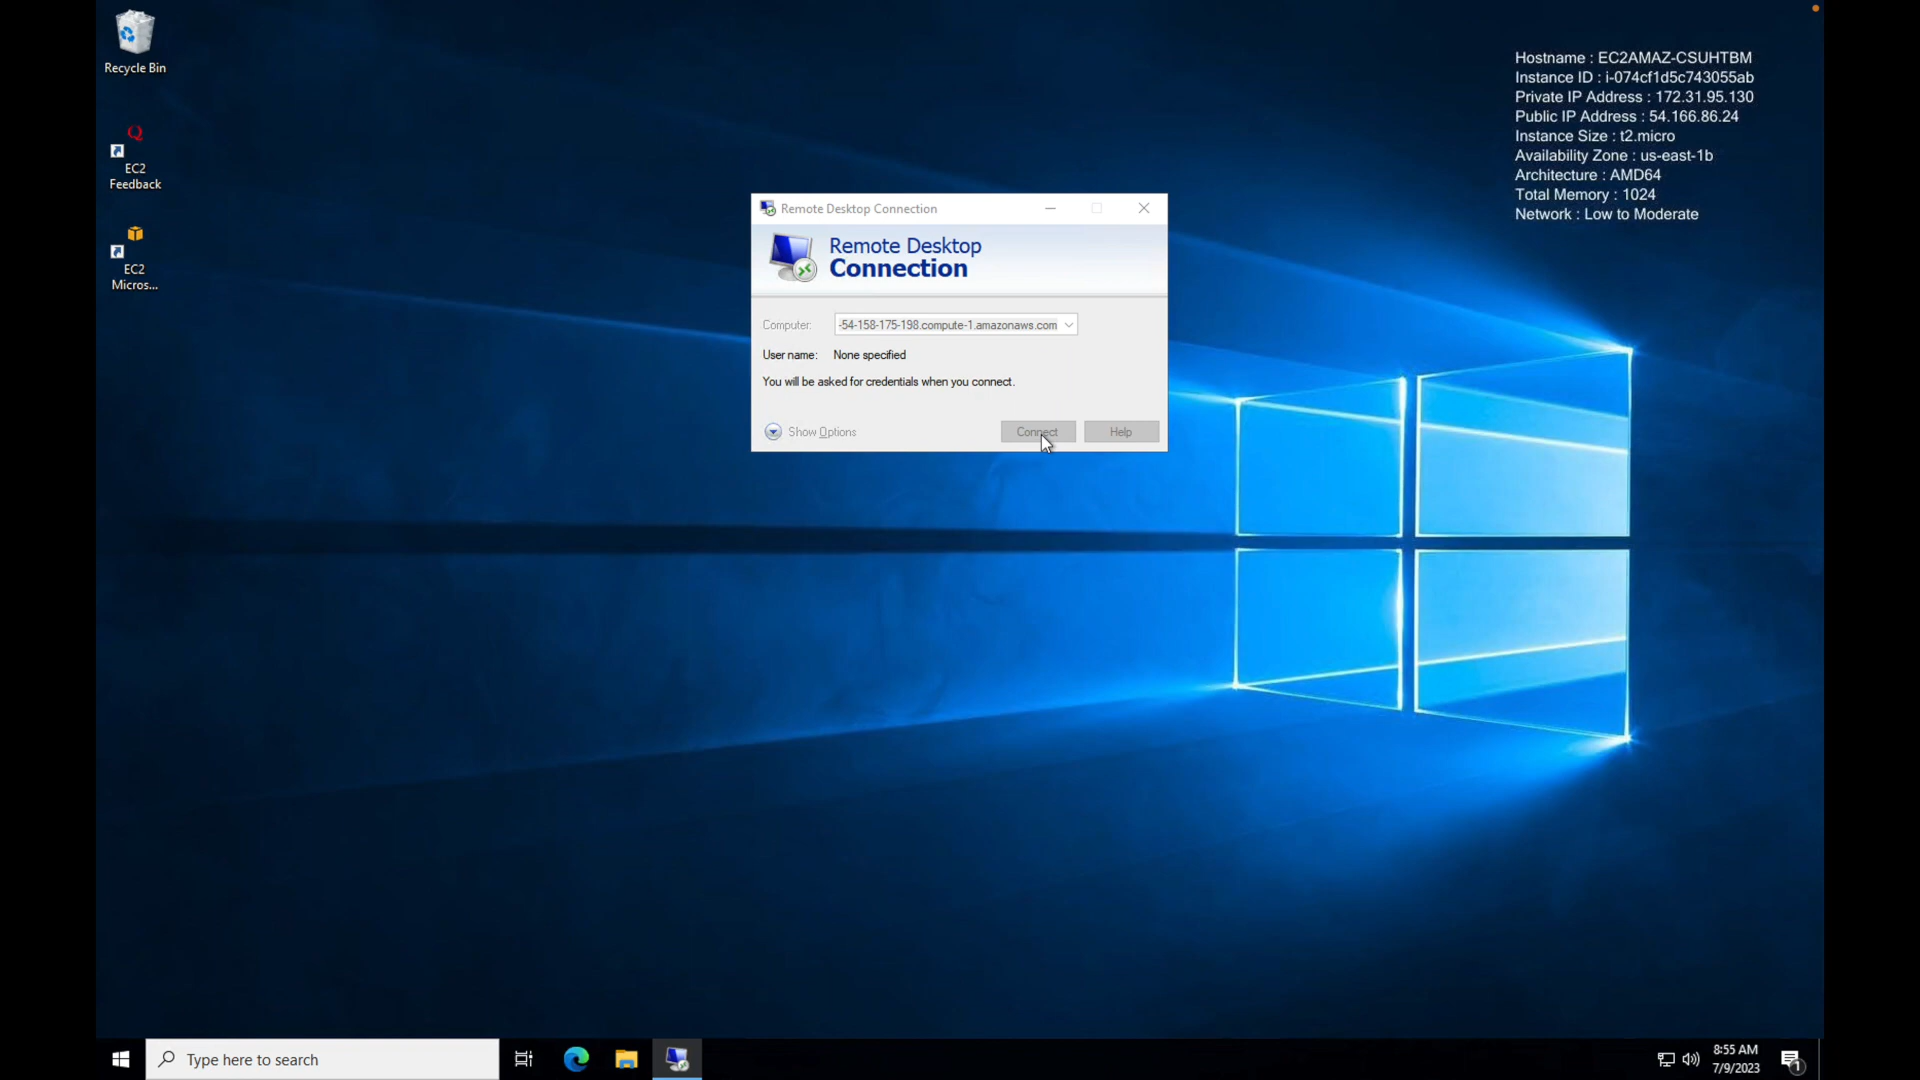 Recycle Bin
EC2
Feedback
EC2
Micros...
Hostname : EC2AMAZ-CSUHTBM
Instance ID : i-074cf1d5c743055ab
Private IP Address : 172.31.95.130
Public IP Address : 54.166.86.24
Instance Size : t2.micro
Availability Zone : us-east-1b
Architecture : AMD64
Total Memory : 1024
Network : Low to Moderate
Remote Desktop Connection
Remote Desktop
Connection
Computer: -54-158-175-198.compute-1.amazonaws.com
User name: None specified
You will be asked for credentials when you connect.
Show Options Connect Help
Type here to search
8:55 AM
7/9/2023
1